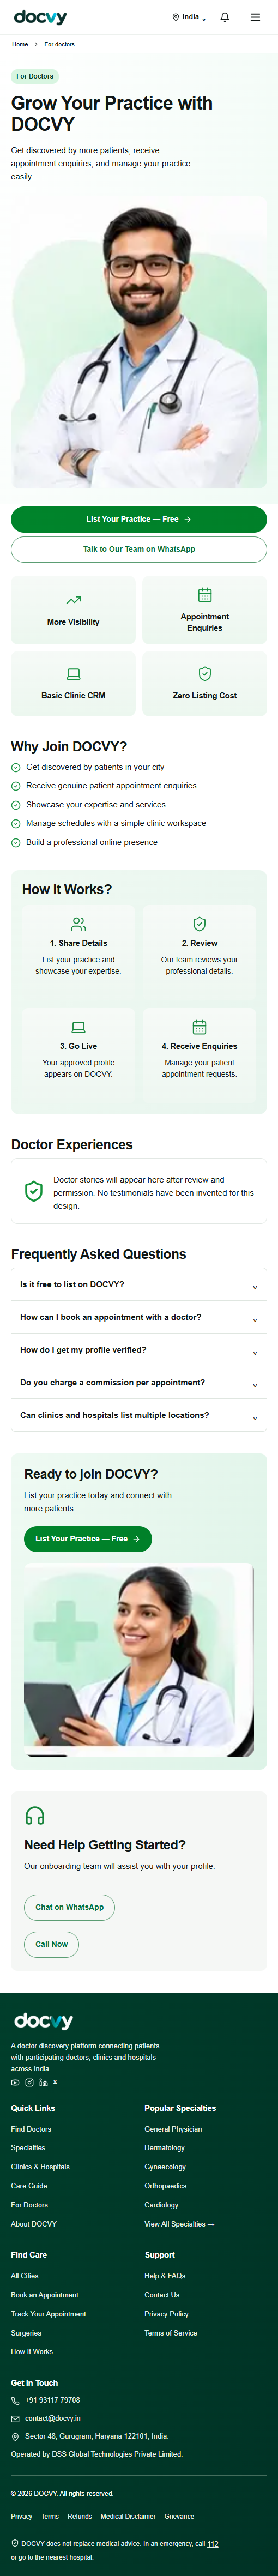 docvy
India
Home > For doctors
For Doctors
Grow Your Practice with
DOCVY
Get discovered by more patients, receive
appointment enquiries, and manage your practice
easily.
List Your Practice — Free →
Talk to Our Team on WhatsApp
More Visibility
Appointment
Enquiries
Basic Clinic CRM
Zero Listing Cost
Why Join DOCVY?
Get discovered by patients in your city
Receive genuine patient appointment enquiries
Showcase your expertise and services
Manage schedules with a simple clinic workspace
Build a professional online presence
How It Works?
1. Share Details
List your practice and
showcase your expertise.
2. Review
Our team reviews your
professional details.
3. Go Live
Your approved profile
appears on DOCVY.
4. Receive Enquiries
Manage your patient
appointment requests.
Doctor Experiences
Doctor stories will appear here after review and
permission. No testimonials have been invented for this
design.
Frequently Asked Questions
Is it free to list on DOCVY?
How can I book an appointment with a doctor?
How do I get my profile verified?
Do you charge a commission per appointment?
Can clinics and hospitals list multiple locations?
Ready to join DOCVY?
List your practice today and connect with
more patients.
List Your Practice — Free →
Need Help Getting Started?
Our onboarding team will assist you with your profile.
Chat on WhatsApp
Call Now
docvy
A doctor discovery platform connecting patients
with participating doctors, clinics and hospitals
across India.
Quick Links
Find Doctors
Specialties
Clinics & Hospitals
Care Guide
For Doctors
About DOCVY
Popular Specialties
General Physician
Dermatology
Gynaecology
Orthopaedics
Cardiology
View All Specialties →
Find Care
All Cities
Book an Appointment
Track Your Appointment
Surgeries
How It Works
Support
Help & FAQs
Contact Us
Privacy Policy
Terms of Service
Get in Touch
+91 93117 79708
contact@docvy.in
Sector 48, Gurugram, Haryana 122101, India.
Operated by DSS Global Technologies Private Limited.
© 2026 DOCVY. All rights reserved.
Privacy Terms Refunds Medical Disclaimer Grievance
DOCVY does not replace medical advice. In an emergency, call 112
or go to the nearest hospital.